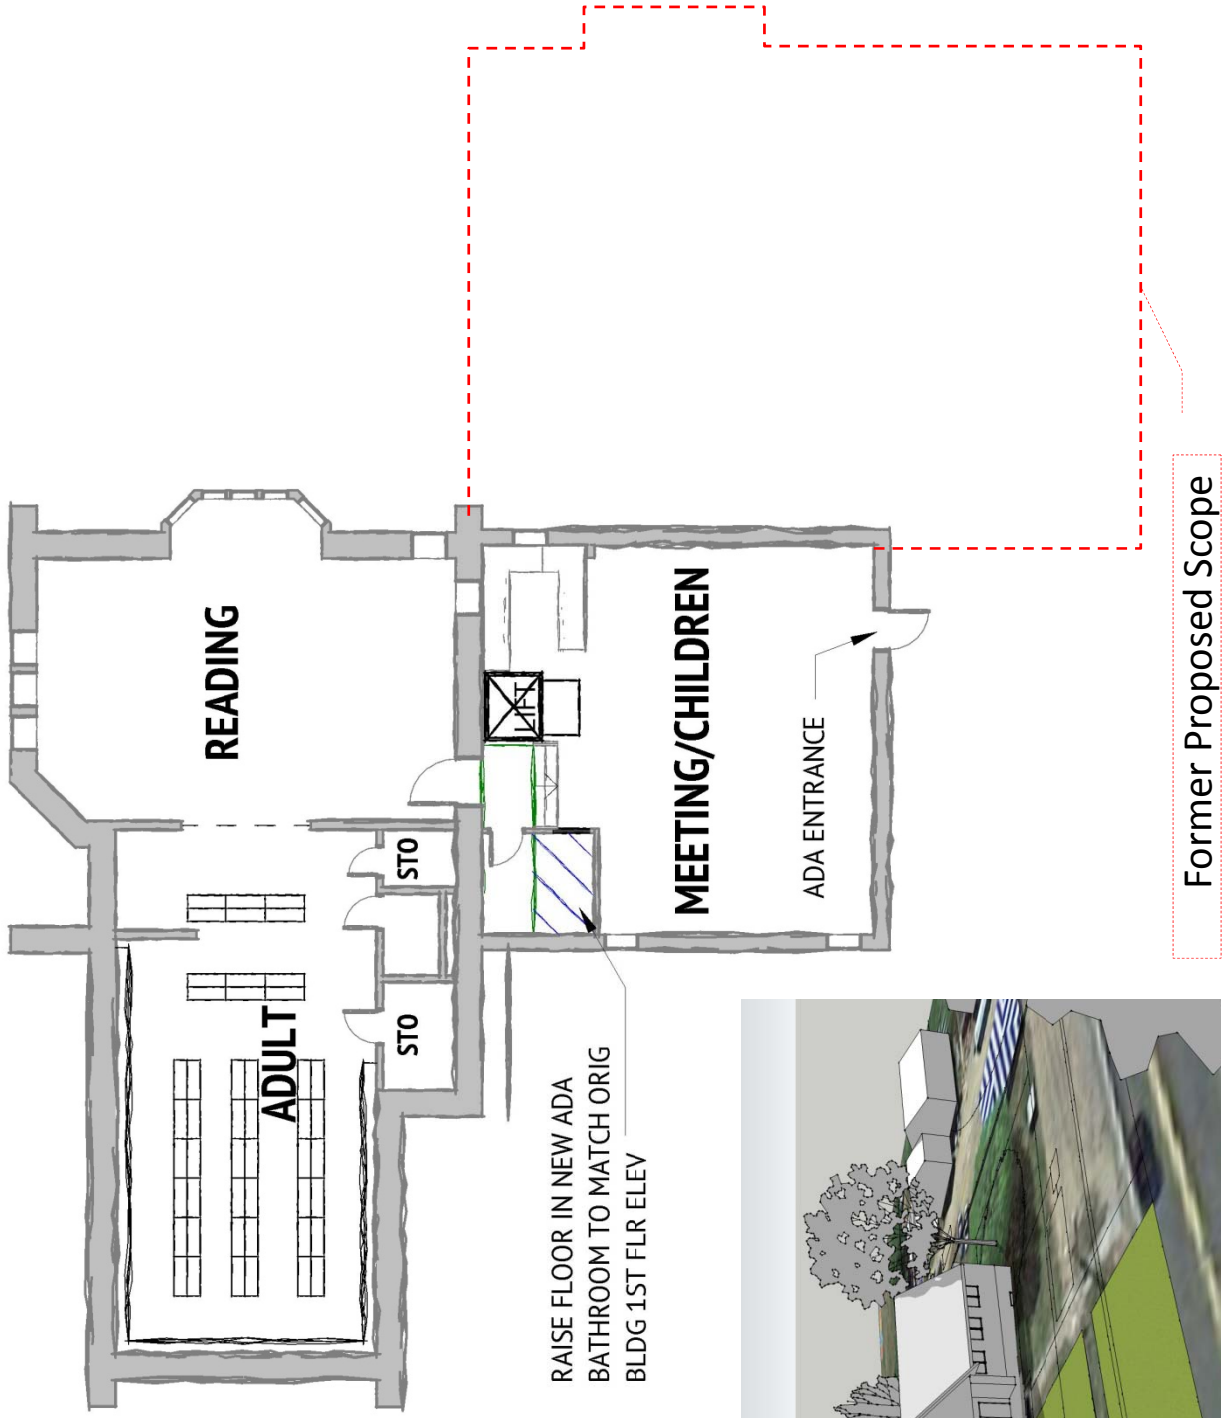 READING
ADULT
STO
STO
LIFT
RAISE FLOOR IN NEW ADA
BATHROOM TO MATCH ORIG
BLDG 1ST FLR ELEV
MEETING/CHILDREN
ADA ENTRANCE
Former Proposed Scope